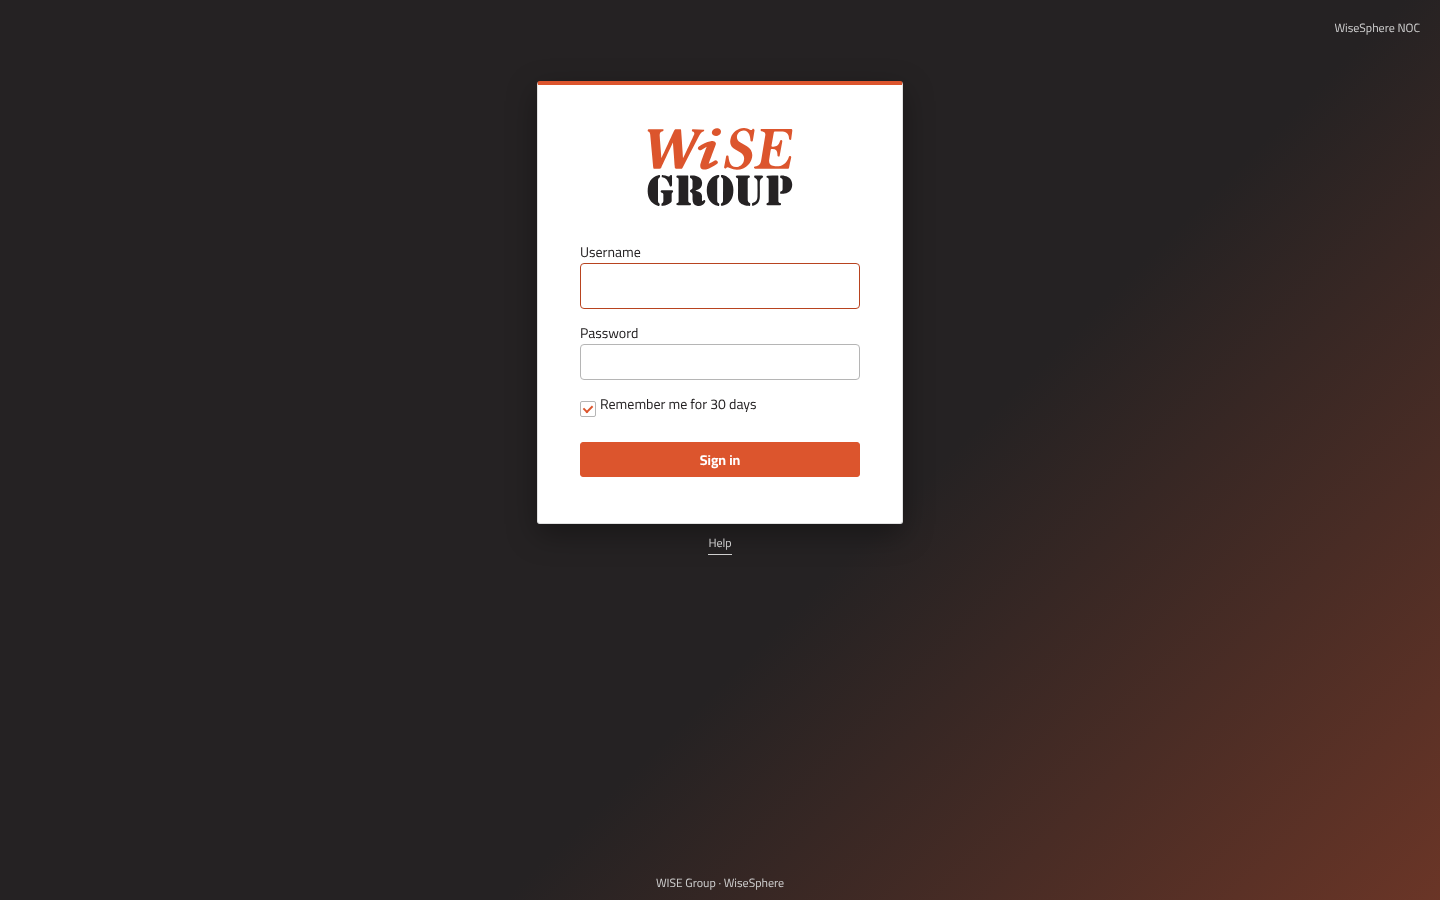 WiseSphere NOC
WiSE
GROUP
Username
Password
Remember me for 30 days
Sign in
Help
WISE Group · WiseSphere